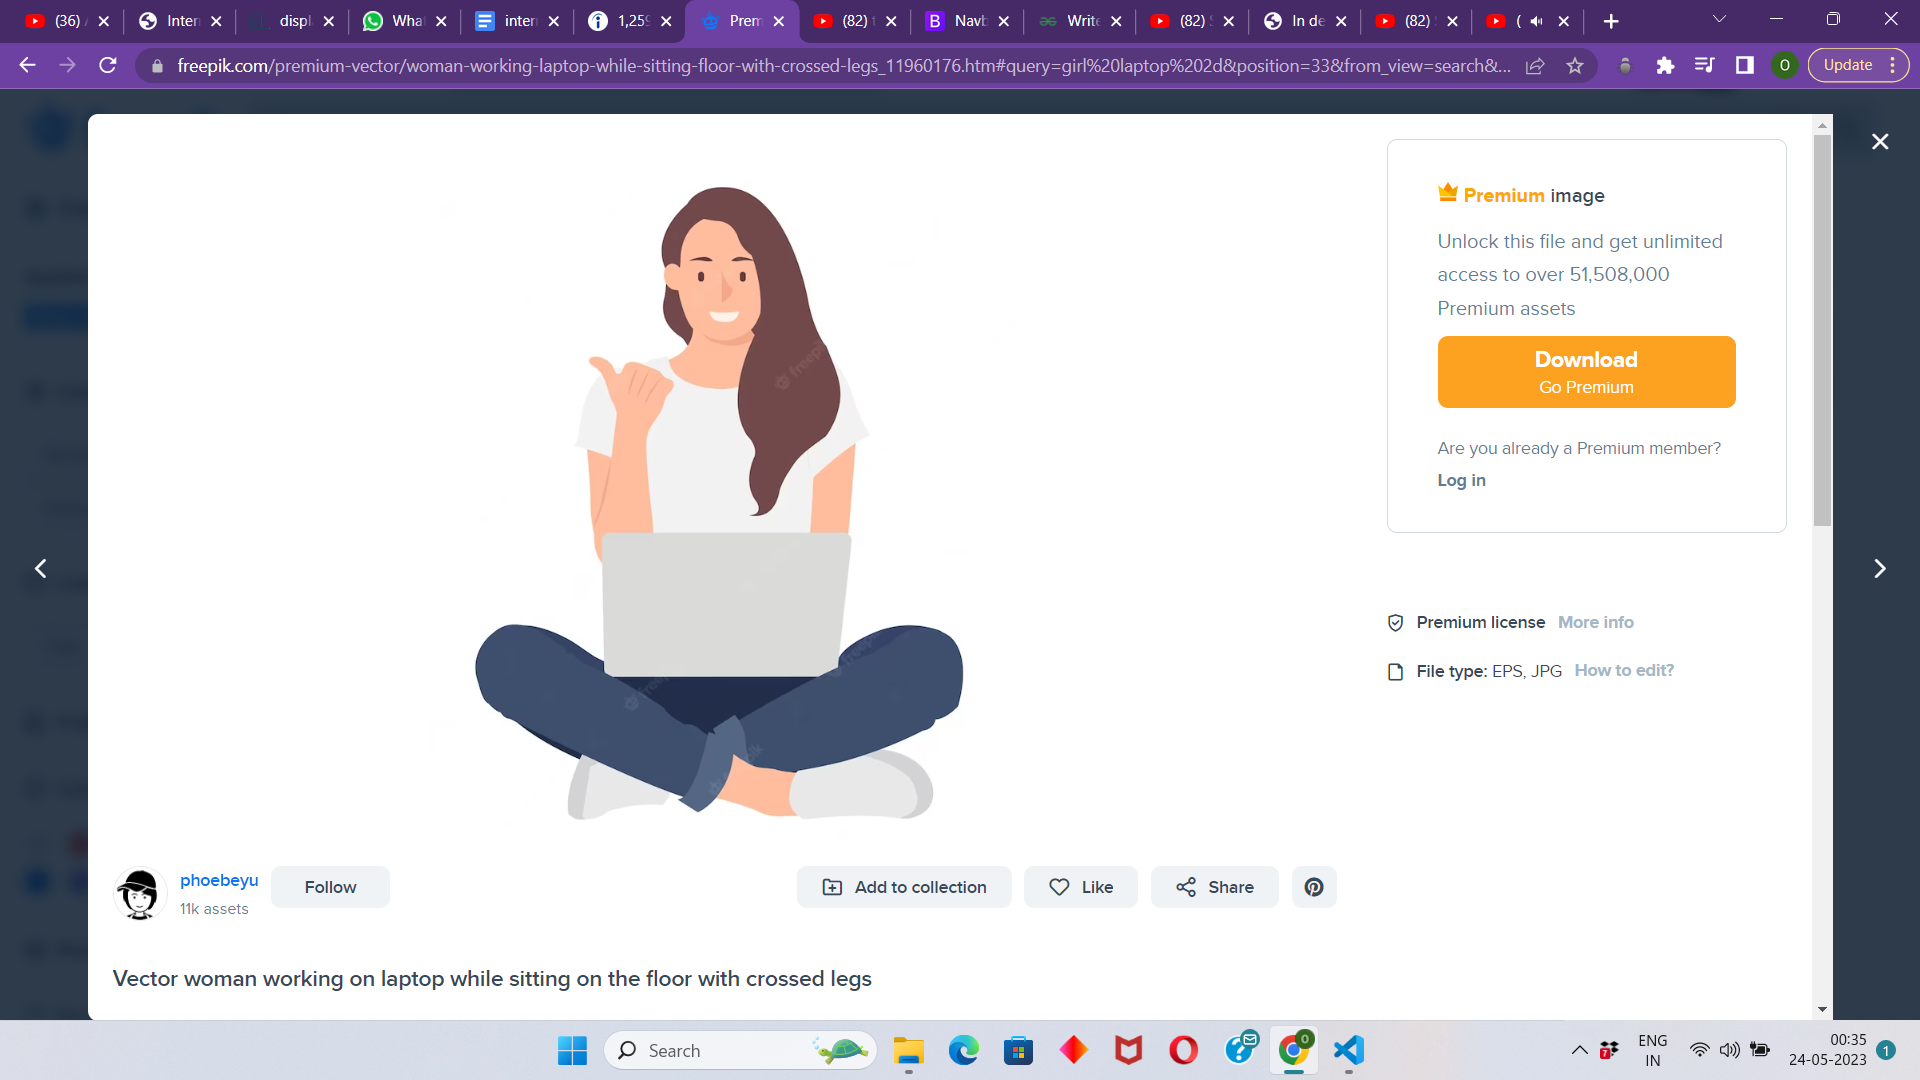 (36)
Inter
displ
What
inter
1,259
Prem
(82)
Navb
Write
(82)
In de
(82)
(
freepik.com/premium-vector/woman-working-laptop-while-sitting-floor-with-crossed-legs_11960176.htm#query=girl%20laptop%202d&position=33&from_view=search&...
O
Update
Premium image
Unlock this file and get unlimited
access to over 51,508,000
Premium assets
Download
Go Premium
Are you already a Premium member?
Log in
Premium license More info
File type: EPS, JPG How to edit?
freepik
phoebeyu
11k assets
Follow
Add to collection
Like
Share
Vector woman working on laptop while sitting on the floor with crossed legs
Search
ENG
IN
00:35
24-05-2023
1